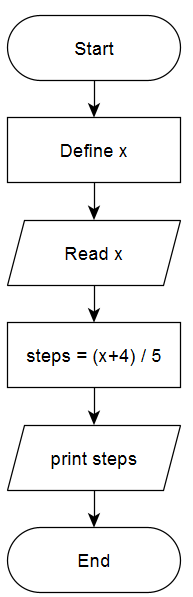 Start
Define x
Read x
steps = (x+4) / 5
print steps
End